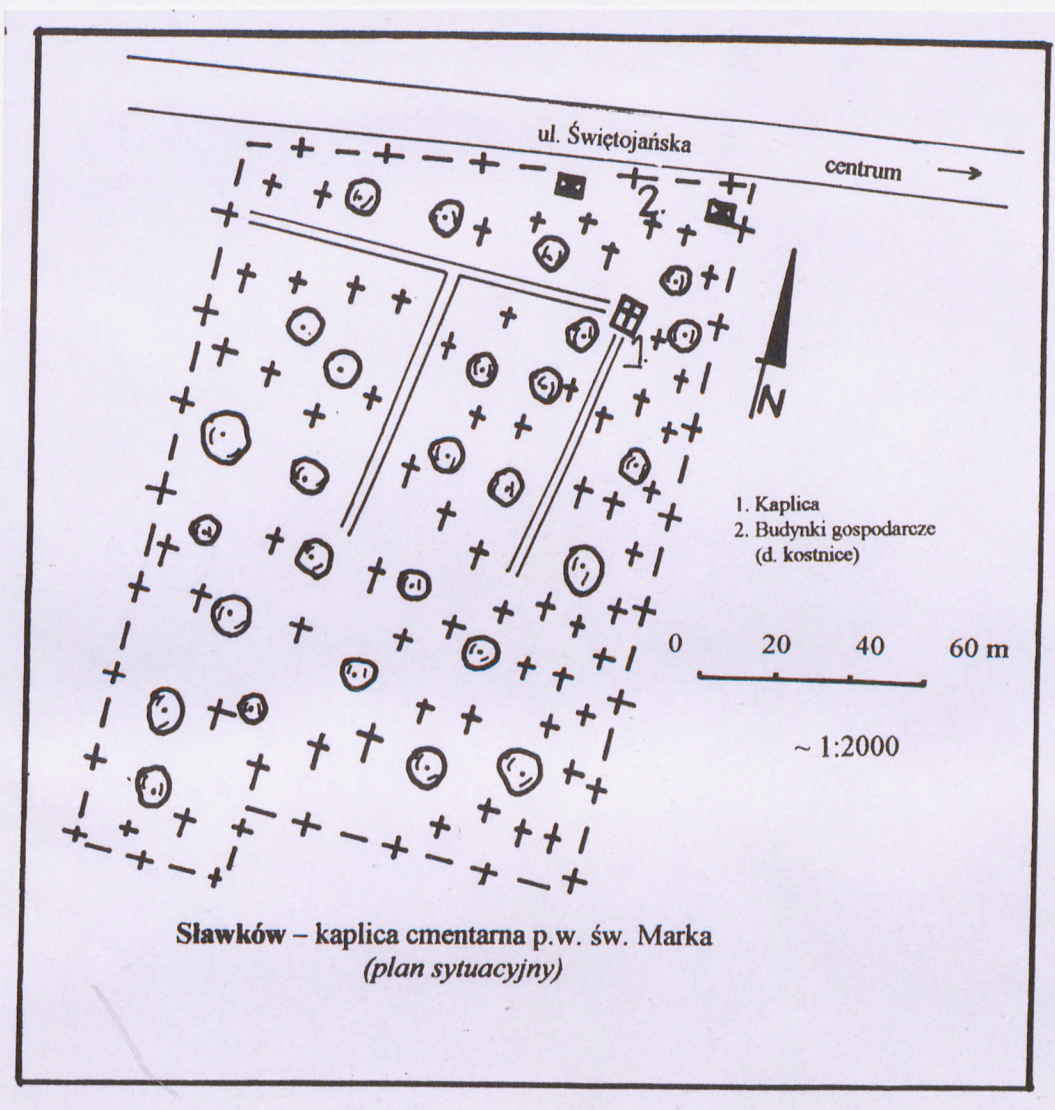 ul. Świętojańska
centrum
2.
1.
N
1. Kaplica
2. Budynki gospodarcze
(d. kostnice)
0 20 40 60 m
~ 1:2000
Sławków – kaplica cmentarna p.w. św. Marka
(plan sytuacyjny)